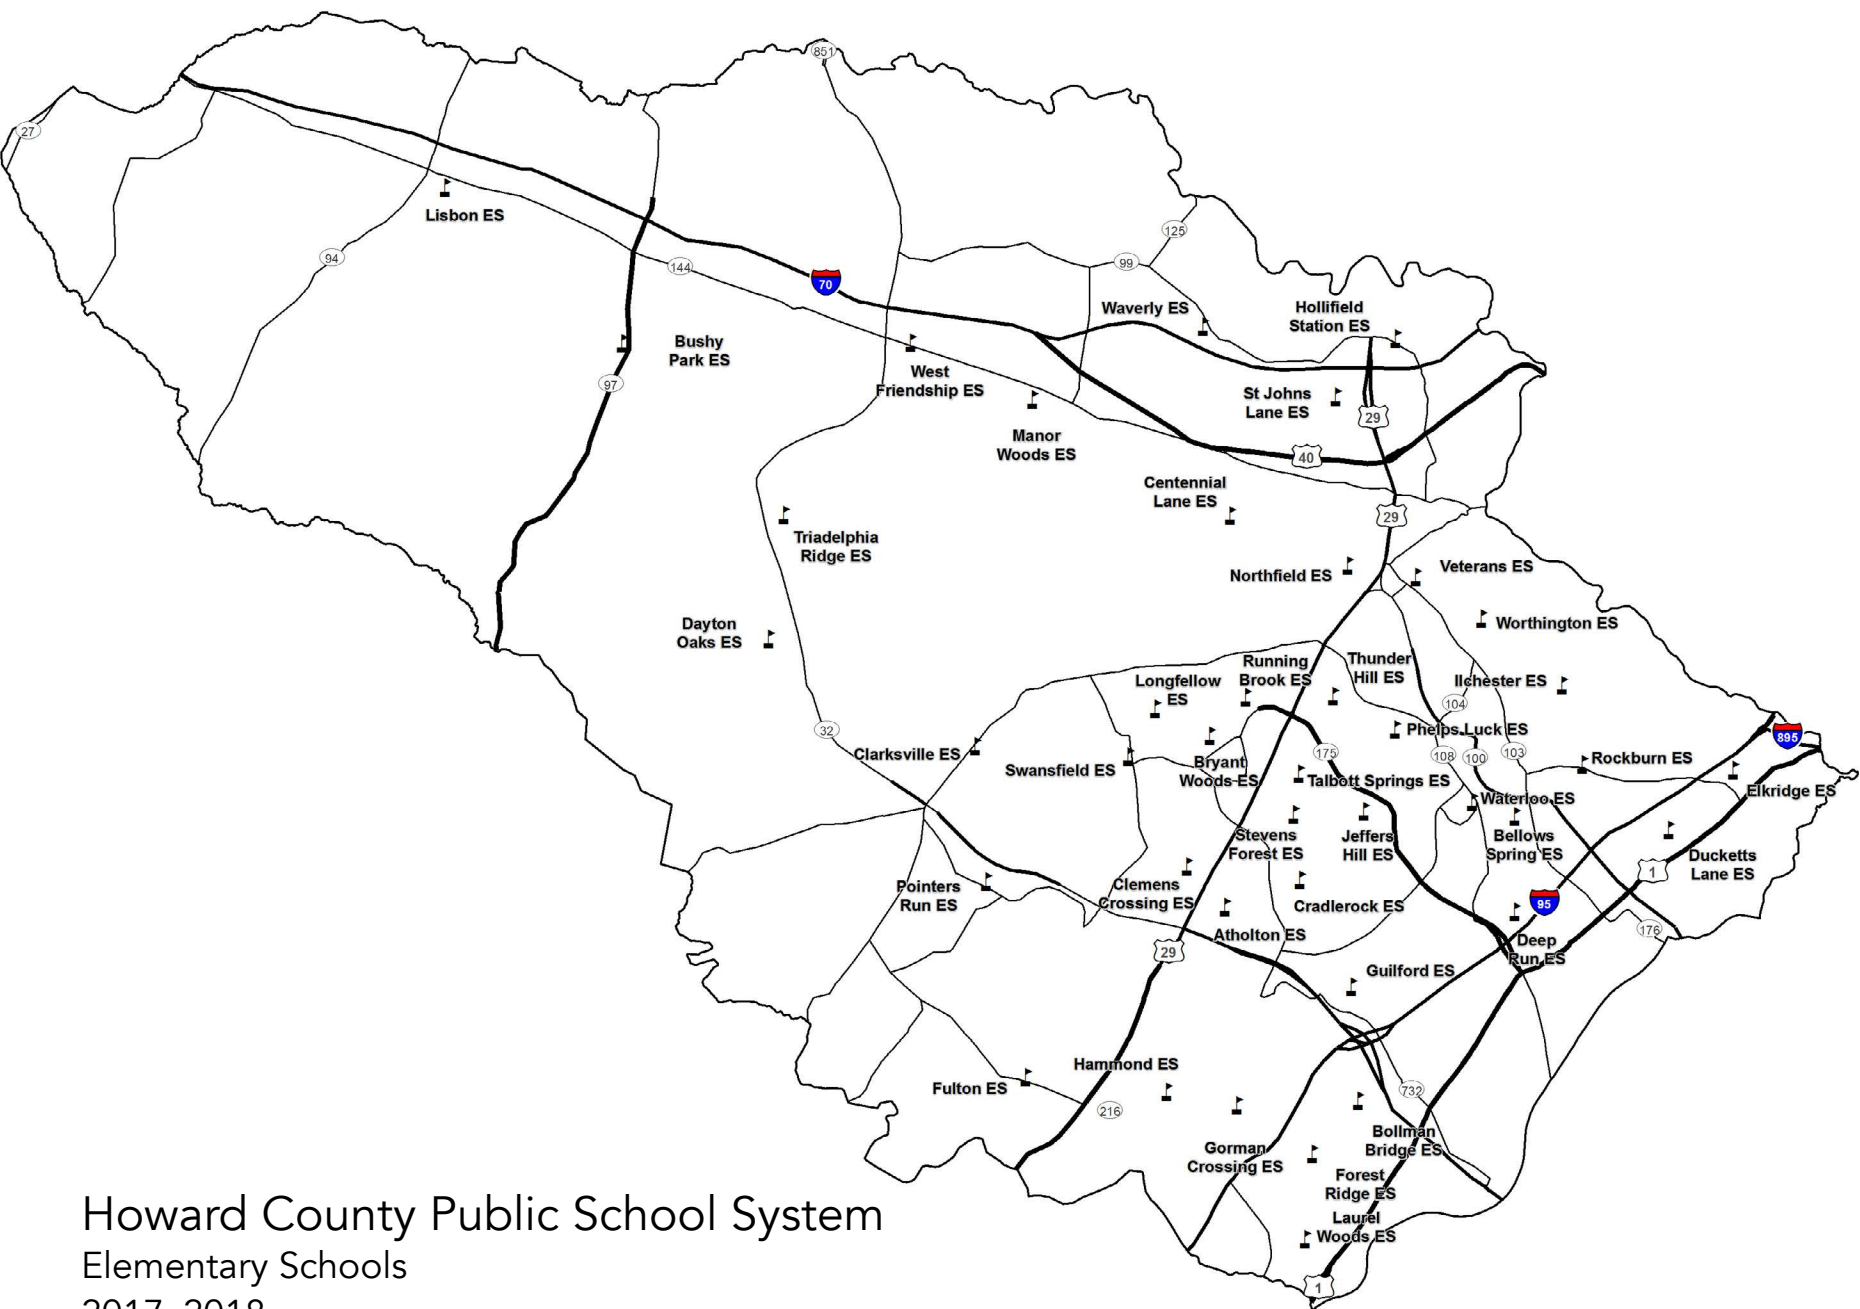 851
27
Lisbon ES
125
94
99
144
70
Waverly ES
Hollifield
Station ES
Bushy
Park ES
West
Friendship ES
97
St Johns
Lane ES
29
Manor
Woods ES
40
Centennial
Lane ES
29
Triadelphia
Ridge ES
Northfield ES
Veterans ES
Dayton
Oaks ES
Worthington ES
Running
Brook ES
Thunder
Hill ES
Longfellow
ES
Ilchester ES
104
32
Phelps Luck ES
895
Clarksville ES
Swansfield ES
Bryant
Woods ES
175
108
100
103
Rockburn ES
Talbott Springs ES
Waterloo ES
Elkridge ES
Stevens
Forest ES
Jeffers
Hill ES
Bellows
Spring ES
Ducketts
Lane ES
1
Pointers
Run ES
Clemens
Crossing ES
Cradlerock ES
95
176
Atholton ES
29
Deep
Run ES
Guilford ES
Hammond ES
Fulton ES
732
216
Bollman
Bridge ES
Gorman
Crossing ES
Forest
Ridge ES
Laurel
Woods ES
1
Howard County Public School System
Elementary Schools
2017–2018